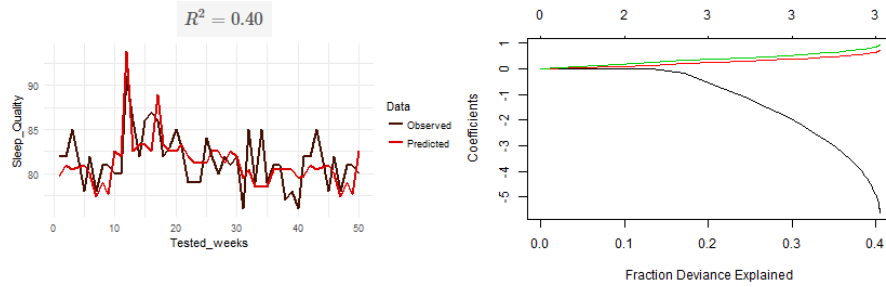 R² = 0.40
Sleep_Quality
90
85
80
0 10 20 30 40 50
Tested_weeks
Data
Observed
Predicted
0 2 3 3 3
Coefficients
1
0
-1
-2
-3
-4
-5
0.0 0.1 0.2 0.3 0.4
Fraction Deviance Explained